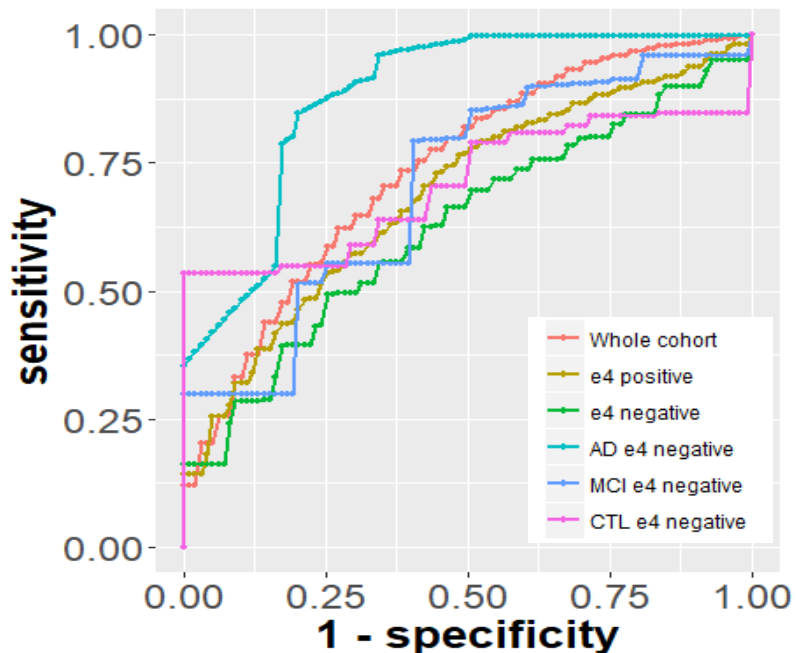 1.00
0.75
0.50
0.25
0.00
sensitivity
Whole cohort
e4 positive
e4 negative
AD e4 negative
MCI e4 negative
CTL e4 negative
0.00 0.25 0.50 0.75 1.00
1 - specificity